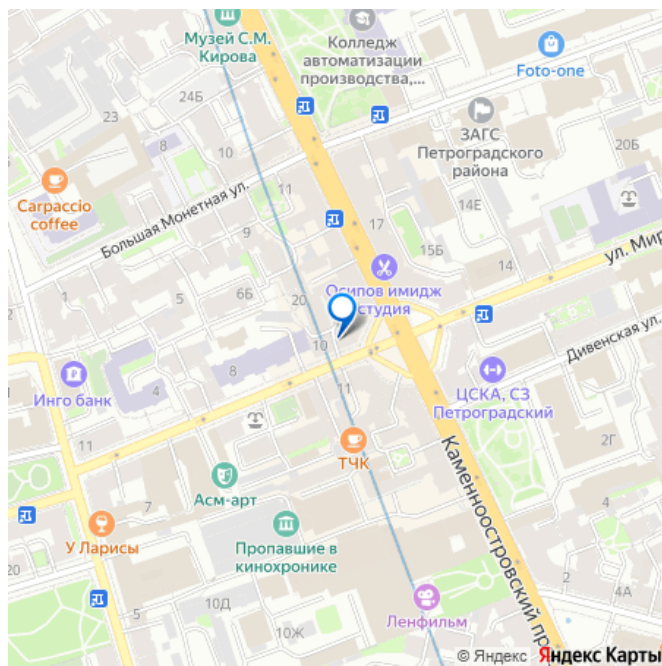 Музей С.М.
Кирова
Колледж
автоматизации
производства,...
Foto-one
24Б
23
8
10
ЗАГС
Петроградского
района
20Б
Carpaccio
coffee
Большая Монетная ул.
11
17
14Е
15Б
14
ул. Мир
9
6Б
20
Осипов имидж
студия
Дивенская ул.
10
8
4
Инго банк
11
ЦСКА, СЗ
Петроградский
11
ТЧК
2Г
7
Асм-арт
Каменноостровский пр
У Ларисы
Пропавшие в
кинохронике
5
4
20
2
10Д
4А
10Ж
Ленфильм
© Яндекс Яндекс Карты